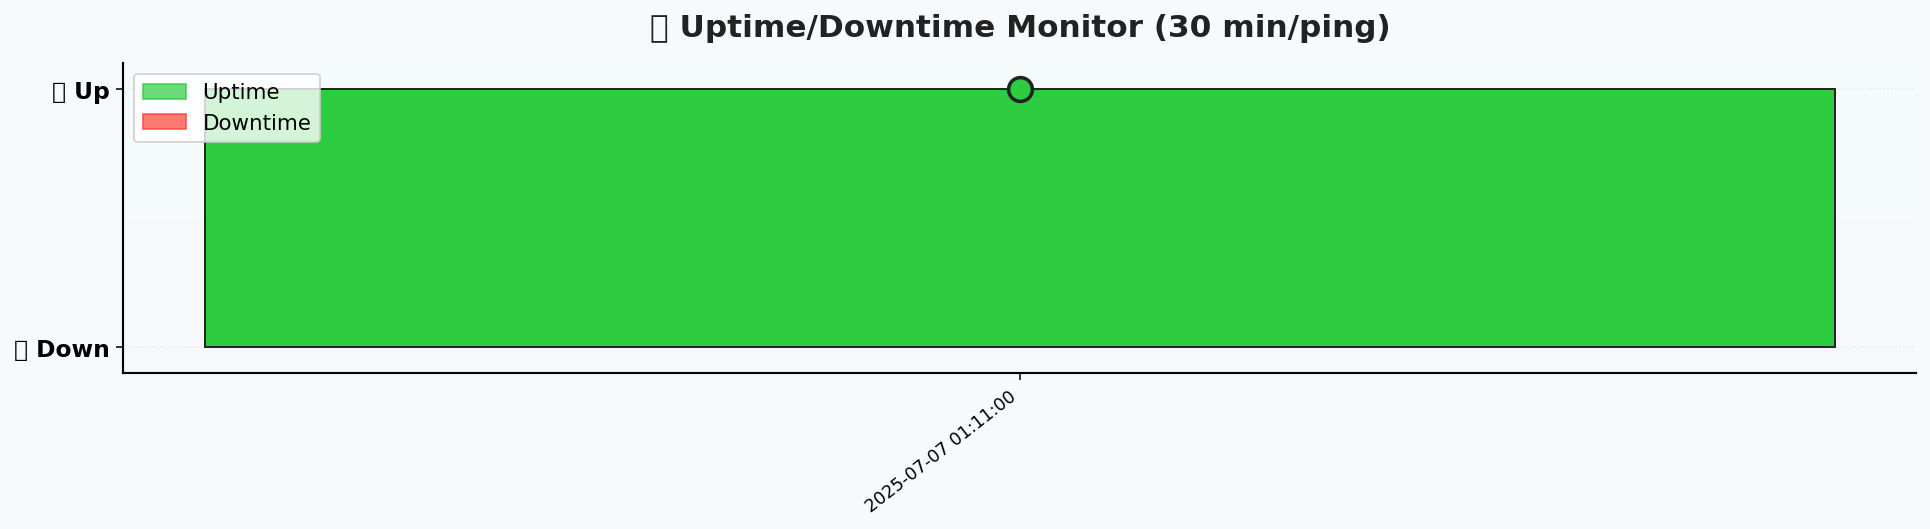 ▯ Uptime/Downtime Monitor (30 min/ping)
▯ Up
Uptime
Downtime
▯ Down
2025-07-07 01:11:00